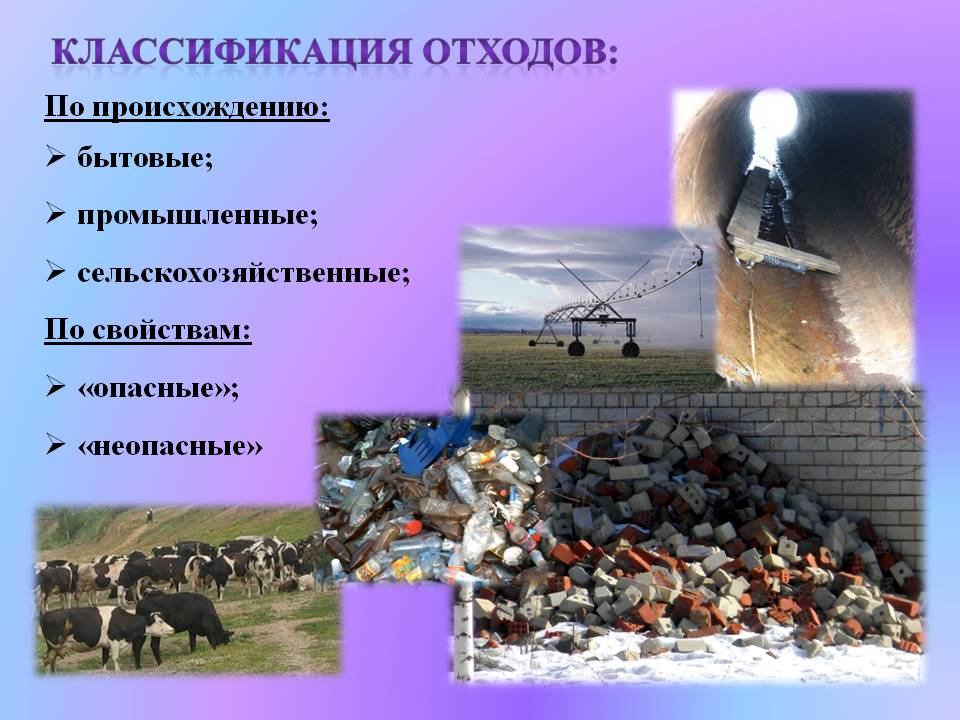 КЛАССИФИКАЦИЯ ОТХОДОВ:
По происхождению:
бытовые;
промышленные;
сельскохозяйственные;
По свойствам:
«опасные»;
«неопасные»